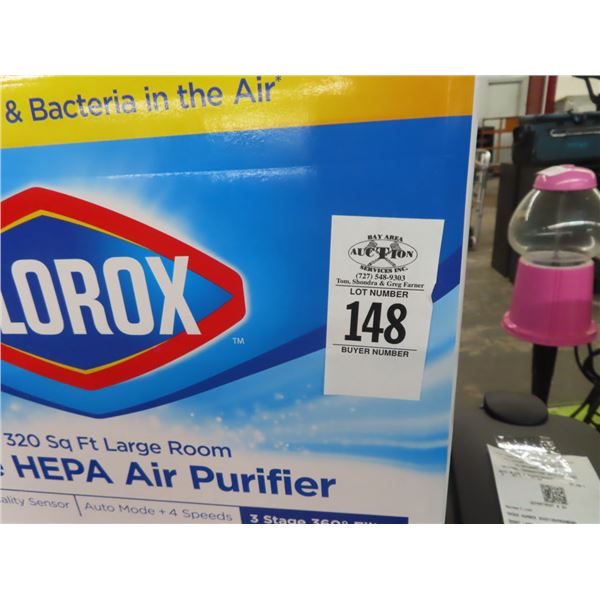 & Bacteria in the Air*
LOROX
TM
320 Sq Ft Large Room
HEPA Air Purifier
ality Sensor
Auto Mode + 4 Speeds
3 Stage 360°
BAY AREA
AUCTION
SERVICES INC.
(727) 548-9303
Tom, Shondra & Greg Farner
LOT NUMBER
148
BUYER NUMBER